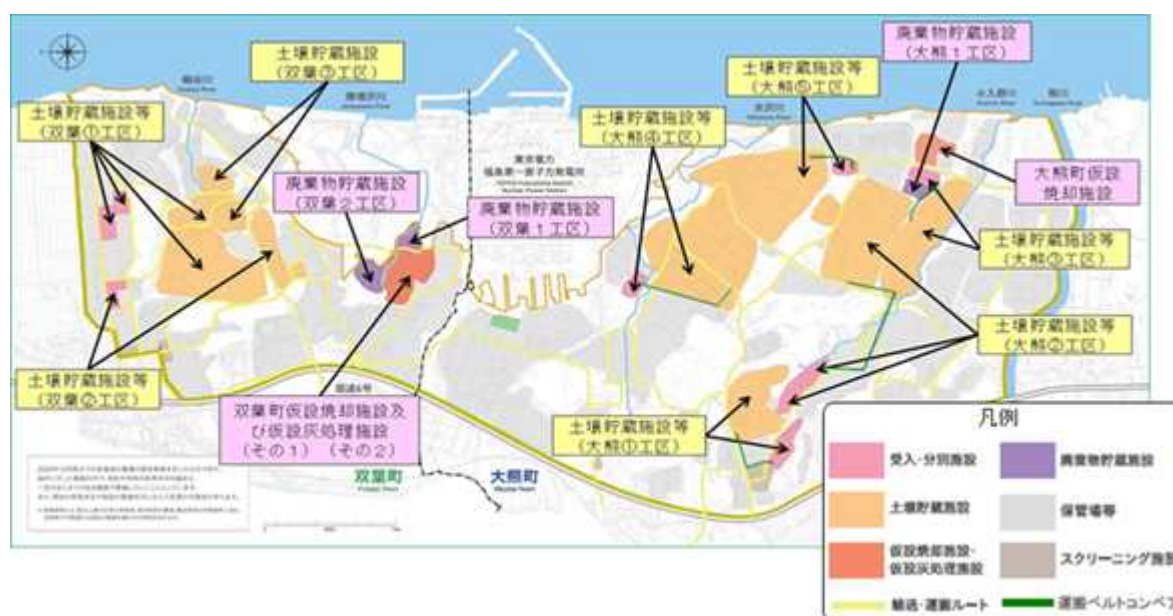 廃棄物貯蔵施設
(大熊1工区)
土壌貯蔵施設
(双葉③工区)
土壌貯蔵施設等
(大熊⑤工区)
土壌貯蔵施設等
(双葉①工区)
土壌貯蔵施設等
(大熊④工区)
東京電力
福島第一原子力発電所
廃棄物貯蔵施設
(双葉2工区)
大熊町仮設
焼却施設
廃棄物貯蔵施設
(双葉1工区)
土壌貯蔵施設等
(大熊③工区)
土壌貯蔵施設等
(大熊②工区)
土壌貯蔵施設等
(双葉②工区)
国道6号
双葉町仮設焼却施設及
び仮設灰処理施設
(その1) (その2)
土壌貯蔵施設等
(大熊①工区)
双葉町
大熊町
凡例
受入・分別施設
廃棄物貯蔵施設
土壌貯蔵施設
保管場等
仮設焼却施設・
仮設灰処理施設
スクリーニング施設
輸送・運搬ルート
運搬ベルトコンベア